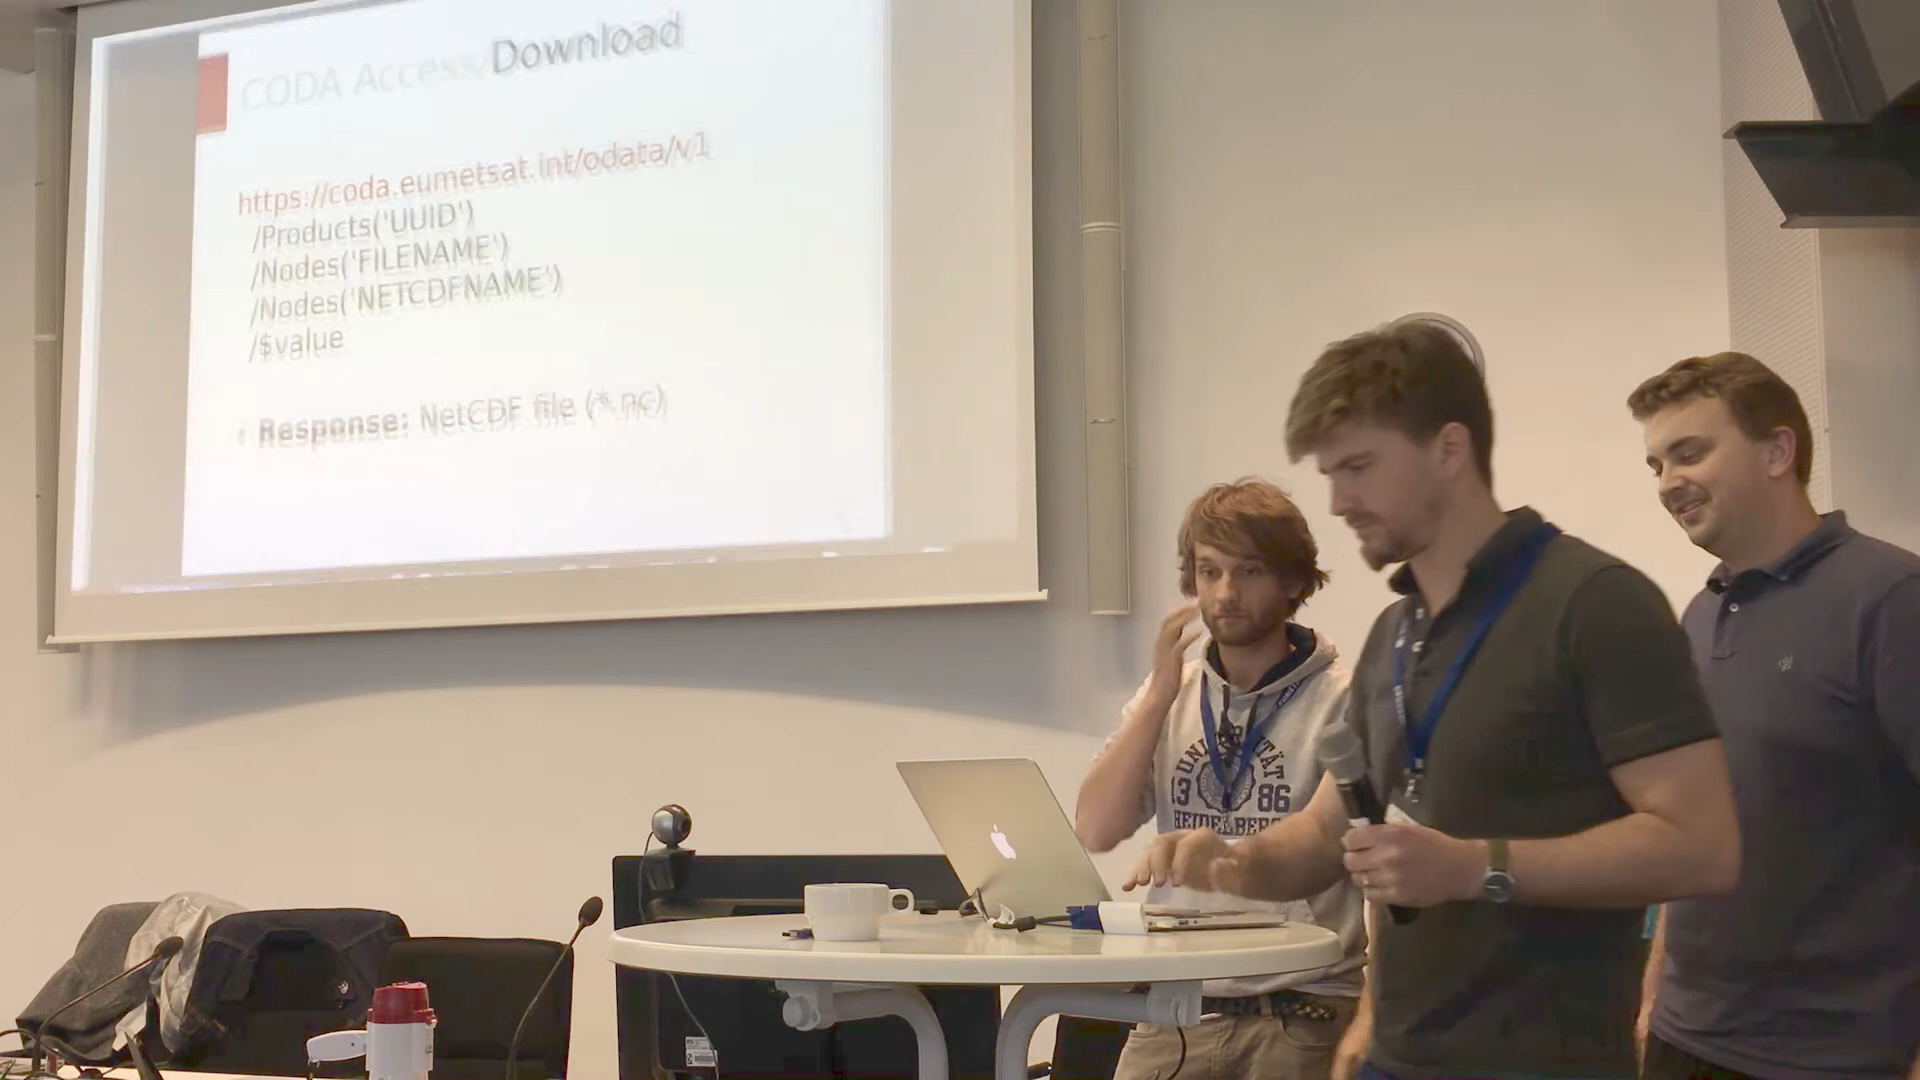 CODA Access/Download
https://coda.eumetsat.int/odata/v1
/Products('UUID')
/Nodes('FILENAME')
/Nodes('NETCDFNAME')
/$value
Response: NetCDF file (*.nc)
UNIVERSITÄT
13 86
HEIDELBERG